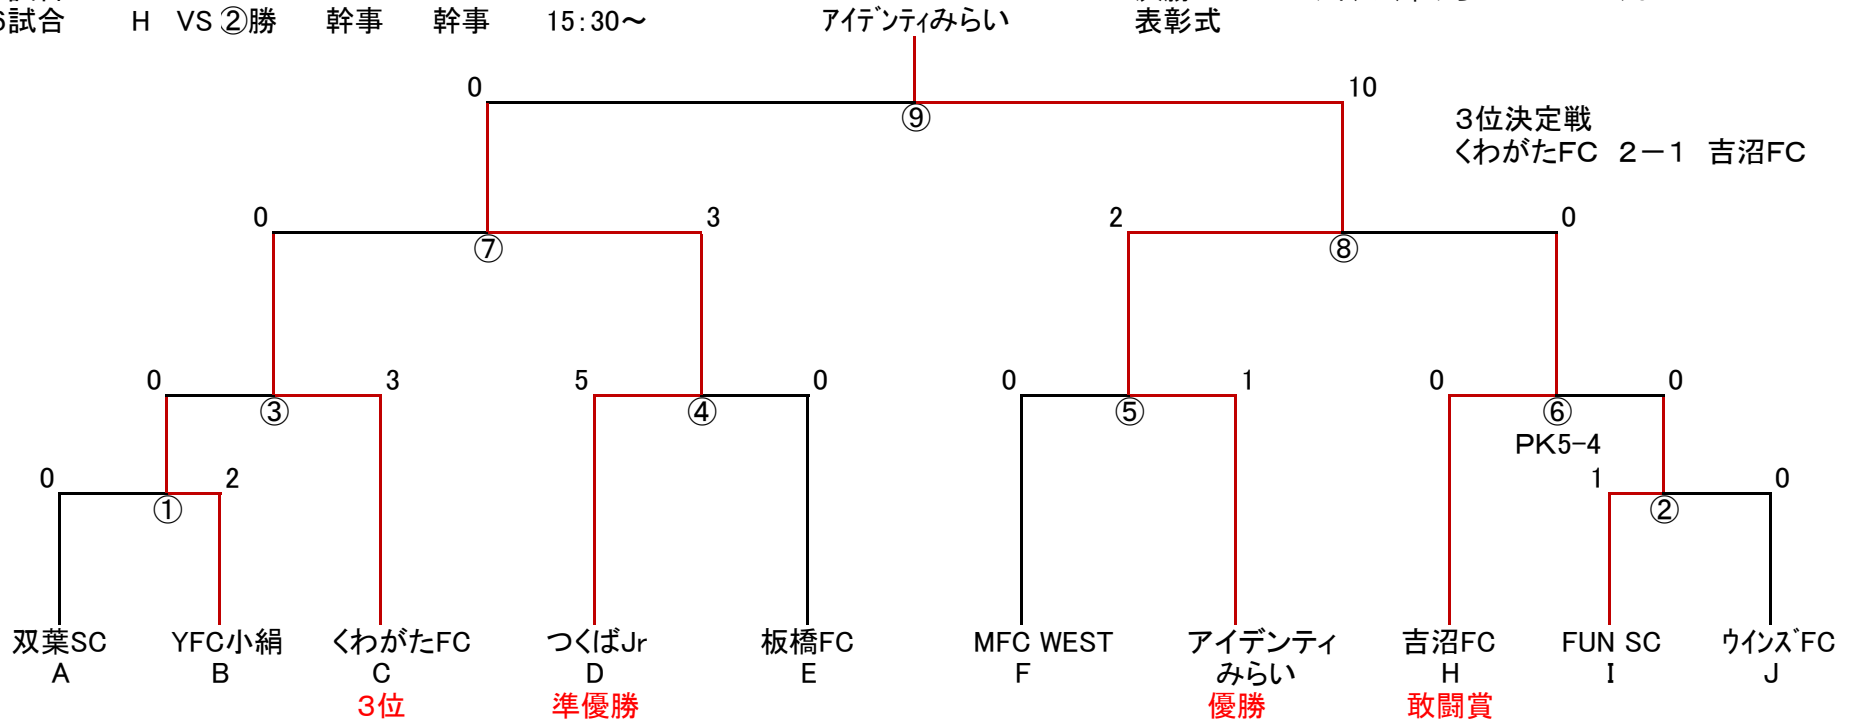 6試合 H VS ②勝 幹事 幹事 15:30～ アイデンティみらい 表彰式
0 10
⑨
3位決定戦
くわがたFC 2－1 吉沼FC
0 3 2 0
⑦ ⑧
0 3 5 0 0 1 0 0
③ ④ ⑤ ⑥
PK5-4
0 2 1 0
① ②
双葉SC YFC小絹 くわがたFC つくばJr 板橋FC MFC WEST アイデンティ 吉沼FC FUN SC ウインズFC
みらい
A B C D E F H I J
3位 準優勝 優勝 敢闘賞